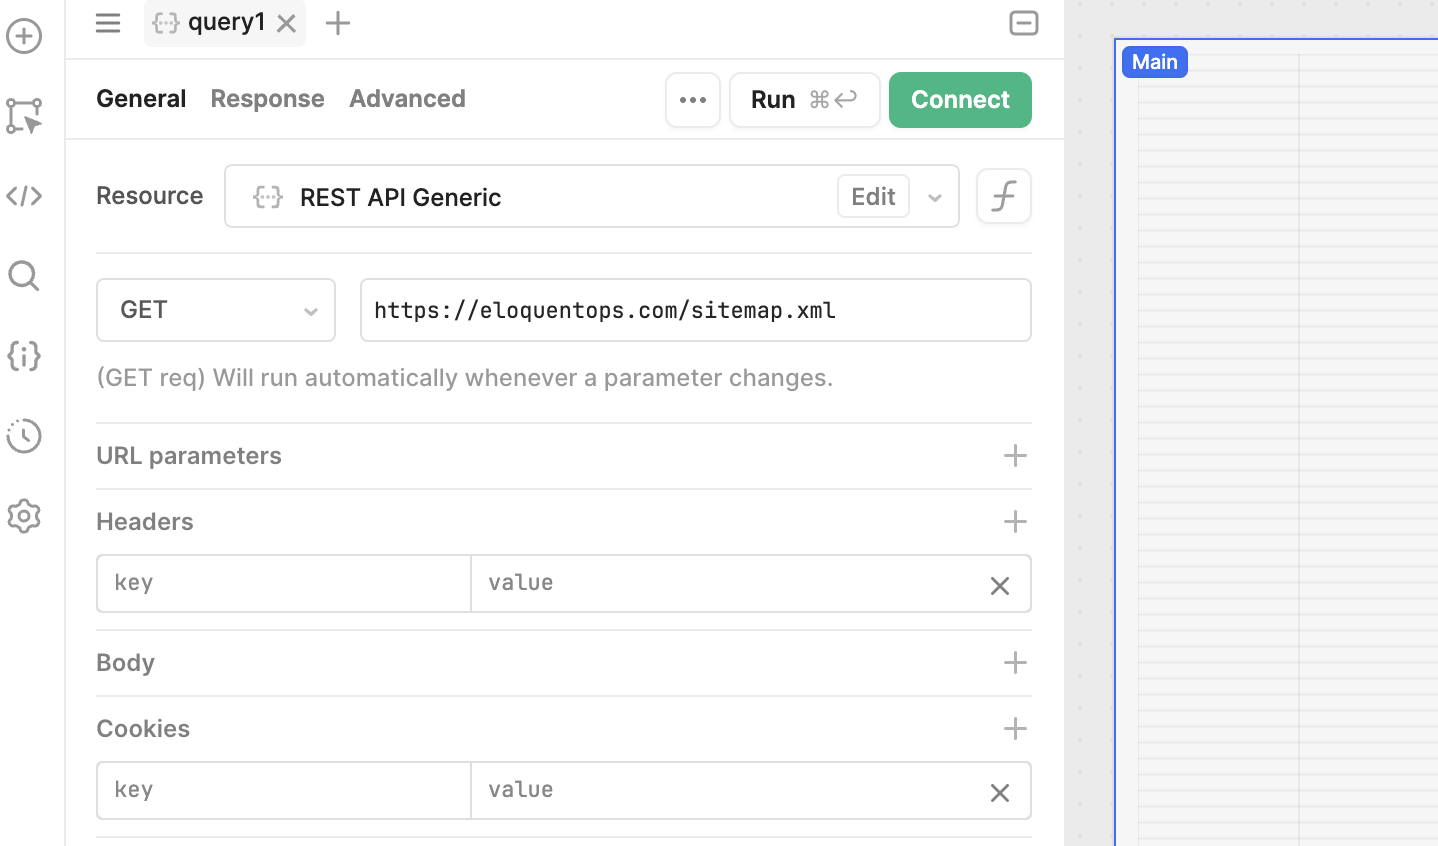 query1
Main
General Response Advanced
Run ⌘↩
Connect
Resource
REST API Generic
Edit
GET
https://eloquentops.com/sitemap.xml
(GET req) Will run automatically whenever a parameter changes.
URL parameters
Headers
key value
Body
Cookies
key value